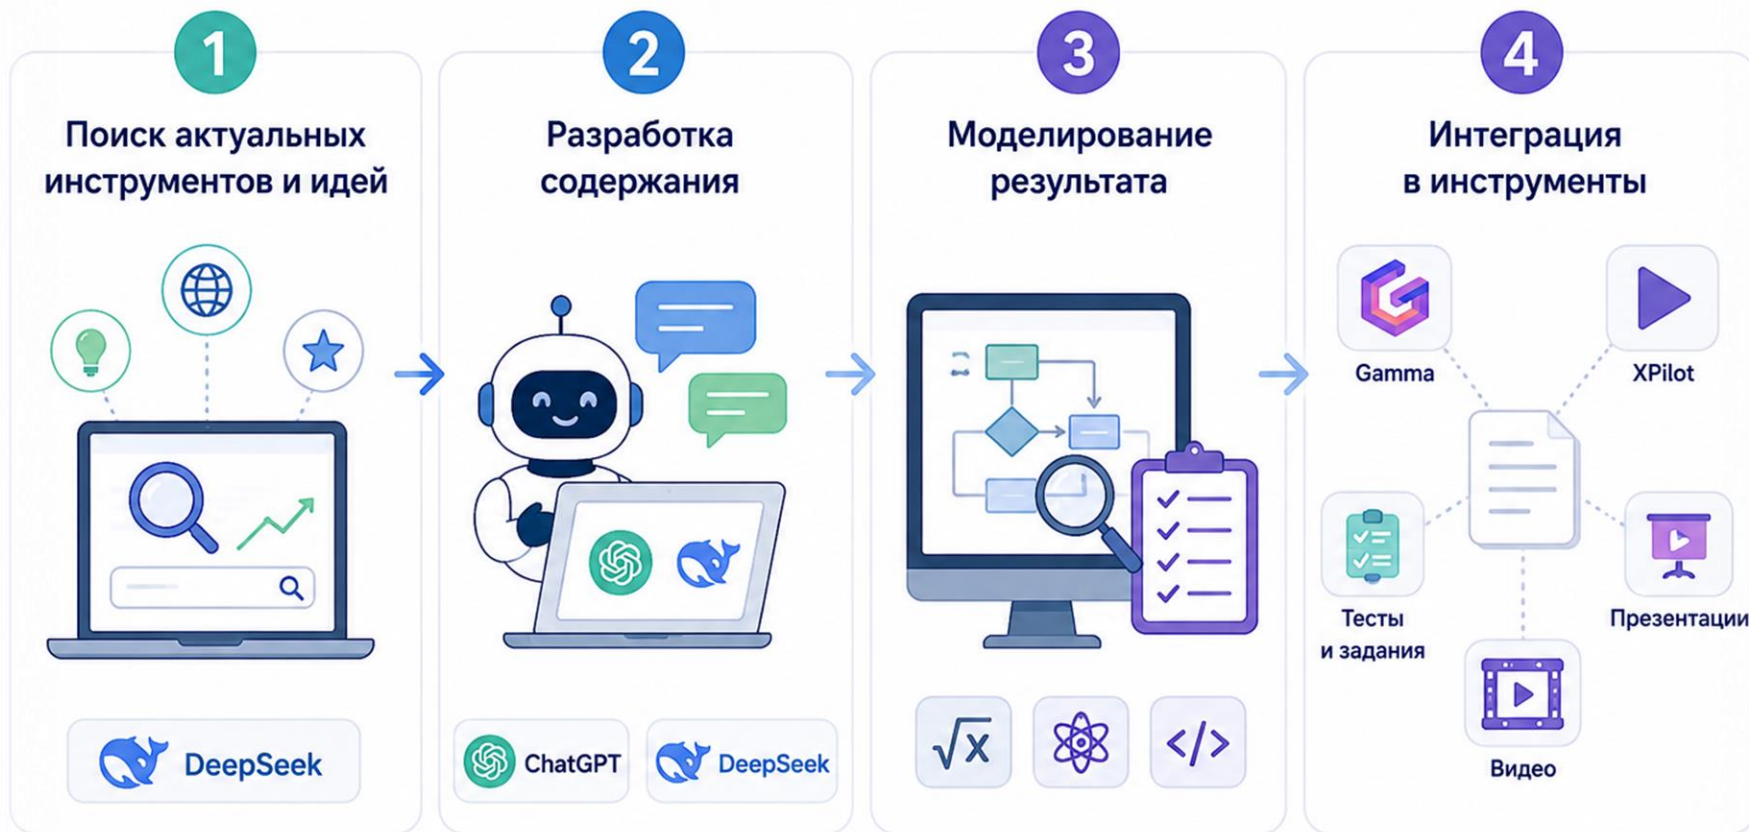 1
Поиск актуальных
инструментов и идей
DeepSeek
2
Разработка
содержания
ChatGPT
DeepSeek
3
Моделирование
результата
√x
</>
4
Интеграция
в инструменты
Gamma
XPilot
Тесты
и задания
Презентации
Видео